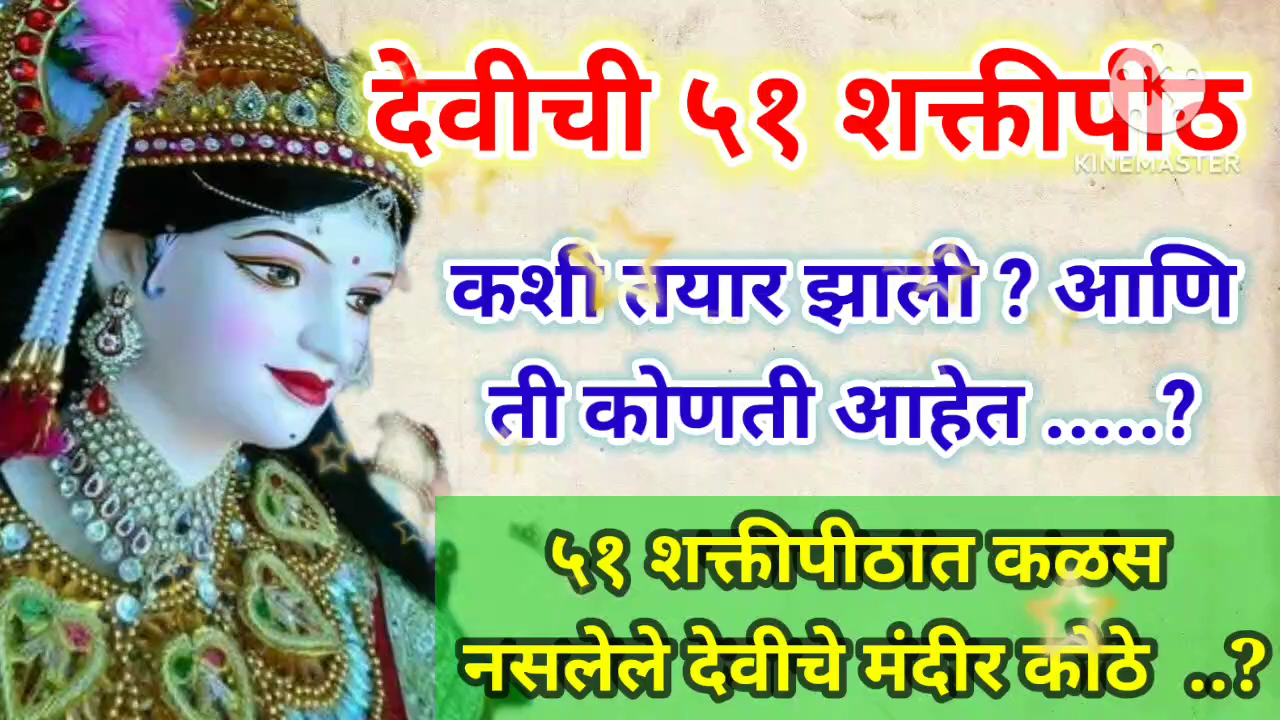 देवीची ५१ शक्तीपीठ
KINEMASTER
कशी तयार झाली ? आणि
ती कोणती आहेत .....?
५१ शक्तीपीठात कळस
नसलेले देवीचे मंदीर कोठे ..?